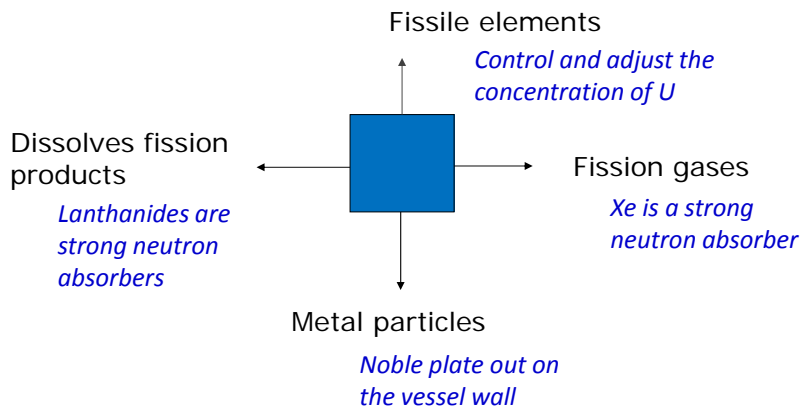 Fissile elements
Control and adjust the
concentration of U
Dissolves fission
products
Lanthanides are
strong neutron
absorbers
Fission gases
Xe is a strong
neutron absorber
Metal particles
Noble plate out on
the vessel wall